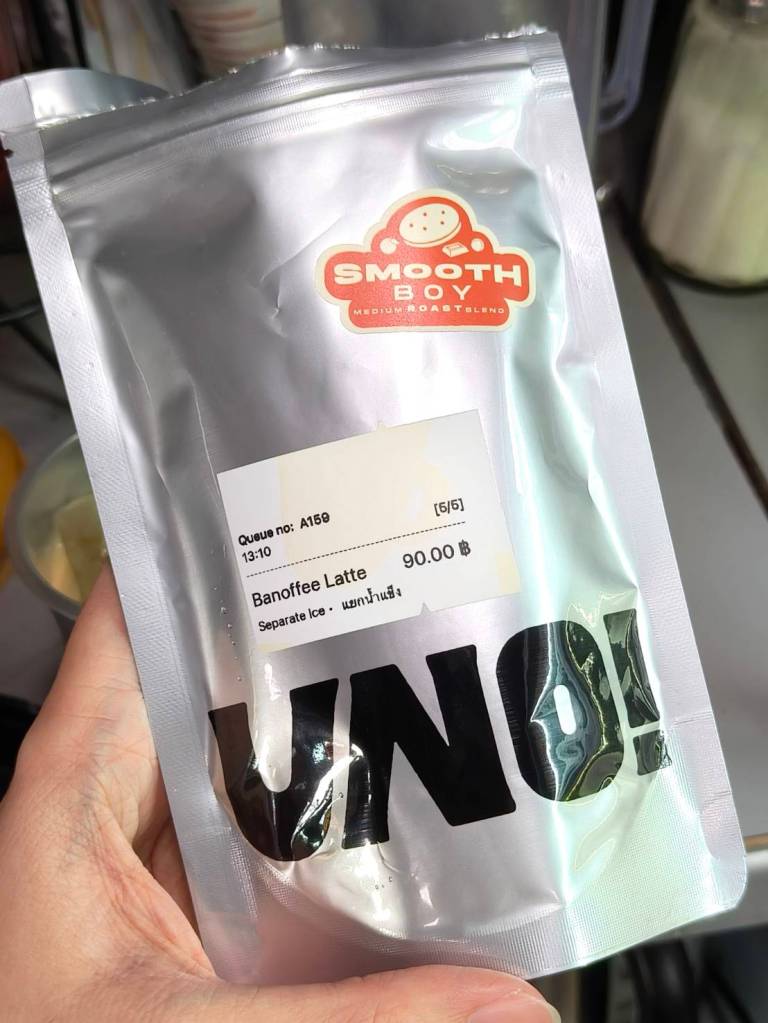 SMOOTH
BOY
MEDIUM ROAST BLEND
Queue no: A159 [5/5]
13:10
Banoffee Latte 90.00 ฿
Separate Ice • แยกน้ำแข็ง
UNO!